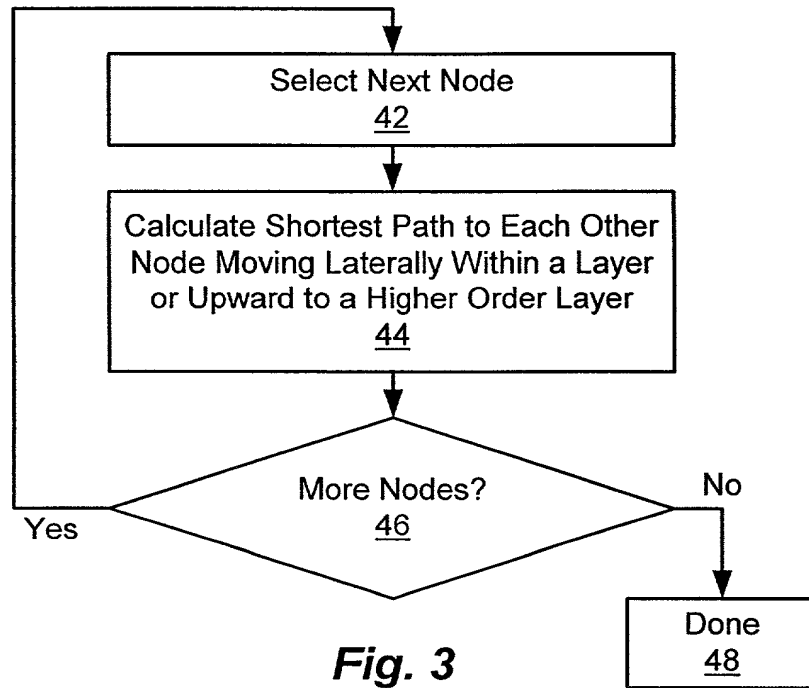 Select Next Node
42
Calculate Shortest Path to Each Other
Node Moving Laterally Within a Layer
or Upward to a Higher Order Layer
44
More Nodes?
46
Yes
No
Done
48
Fig. 3